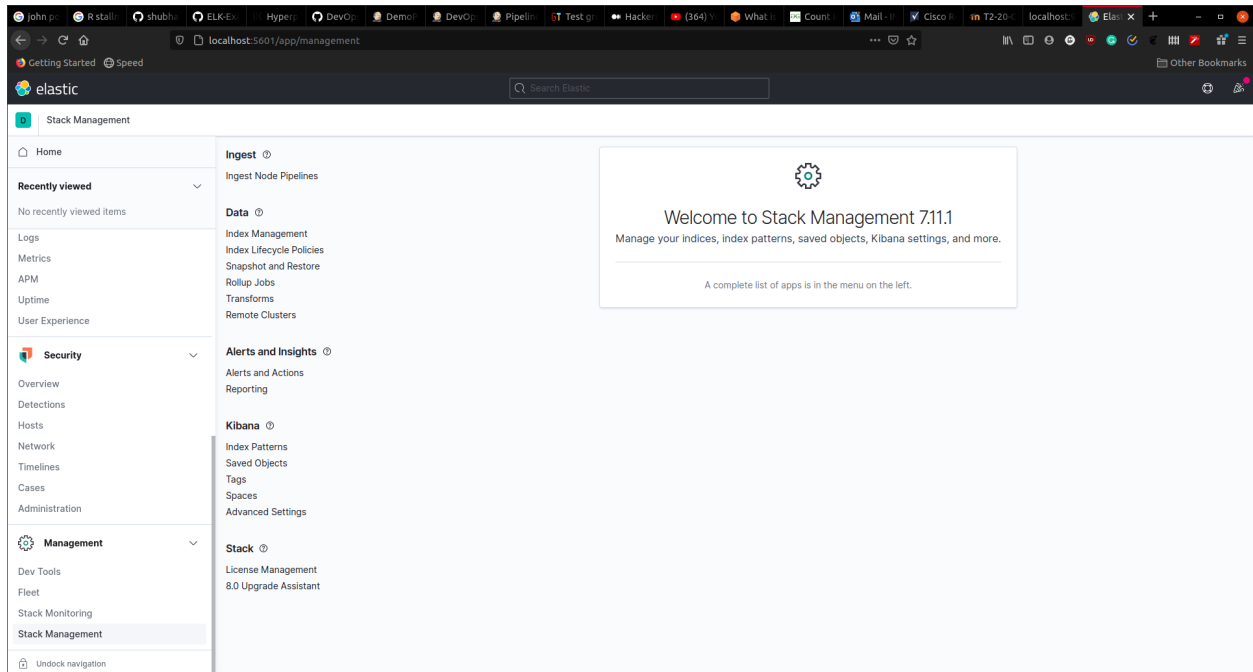 john po
R stallin
shubha
ELK-Ex
Hyperp
DevOp
DemoP
DevOp
Pipelin
Test gr
Hacker
(364) Y
What is
Count
Mail -
Cisco R
T2-20-C
localhost:
Elas
localhost:5601/app/management
Getting Started
Speed
Other Bookmarks
elastic
Search Elastic
D
Stack Management
Home
Recently viewed
No recently viewed items
Logs
Metrics
APM
Uptime
User Experience
Security
Overview
Detections
Hosts
Network
Timelines
Cases
Administration
Management
Dev Tools
Fleet
Stack Monitoring
Stack Management
Undock navigation
Ingest
Ingest Node Pipelines
Data
Index Management
Index Lifecycle Policies
Snapshot and Restore
Rollup Jobs
Transforms
Remote Clusters
Alerts and Insights
Alerts and Actions
Reporting
Kibana
Index Patterns
Saved Objects
Tags
Spaces
Advanced Settings
Stack
License Management
8.0 Upgrade Assistant
Welcome to Stack Management 7.11.1
Manage your indices, index patterns, saved objects, Kibana settings, and more.
A complete list of apps is in the menu on the left.